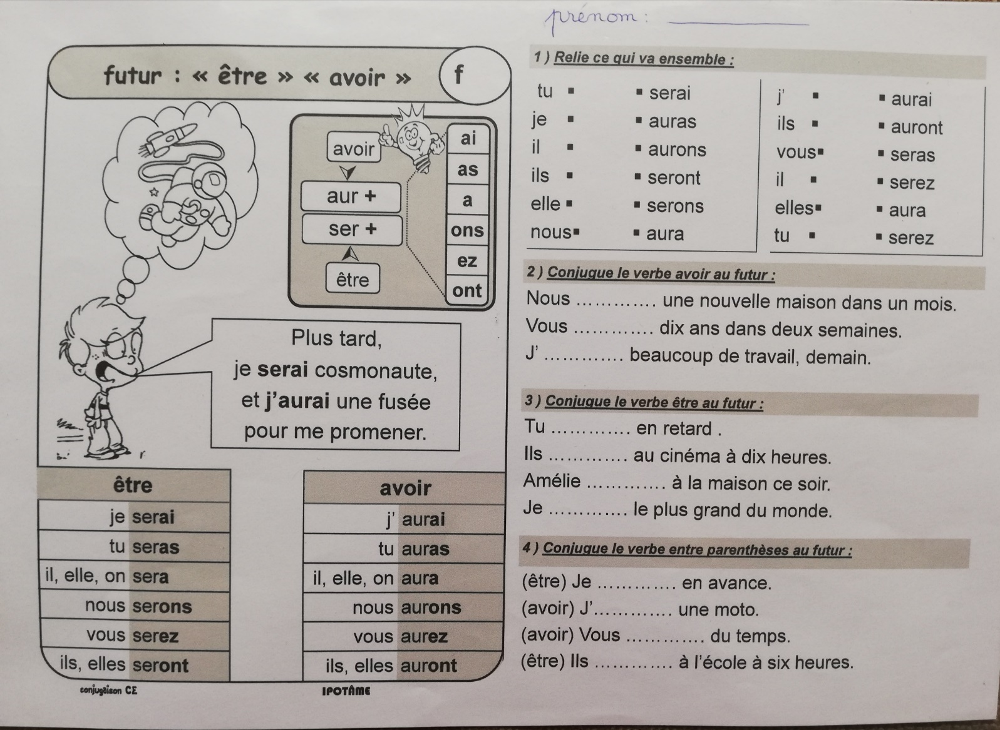 prénom :
futur : « être » « avoir »
f
avoir
aur +
ser +
être
ai
as
a
ons
ez
ont
Plus tard,
je serai cosmonaute,
et j'aurai une fusée
pour me promener.
être
je serai
tu seras
il, elle, on sera
nous serons
vous serez
ils, elles seront
avoir
j' aurai
tu auras
il, elle, on aura
nous aurons
vous aurez
ils, elles auront
conjugaison CE
IPOTÂME
1 ) Relie ce qui va ensemble :
tu ▪ ▪ serai
je ▪ ▪ auras
il ▪ ▪ aurons
ils ▪ ▪ seront
elle ▪ ▪ serons
nous▪ ▪ aura
j' ▪ ▪ aurai
ils ▪ ▪ auront
vous▪ ▪ seras
il ▪ ▪ serez
elles▪ ▪ aura
tu ▪ ▪ serez
2 ) Conjugue le verbe avoir au futur :
Nous ............. une nouvelle maison dans un mois.
Vous ............. dix ans dans deux semaines.
J' ............. beaucoup de travail, demain.
3 ) Conjugue le verbe être au futur :
Tu ............. en retard .
Ils ............. au cinéma à dix heures.
Amélie ............. à la maison ce soir.
Je ............. le plus grand du monde.
4 ) Conjugue le verbe entre parenthèses au futur :
(être) Je ............. en avance.
(avoir) J'............. une moto.
(avoir) Vous ............. du temps.
(être) Ils ............. à l'école à six heures.